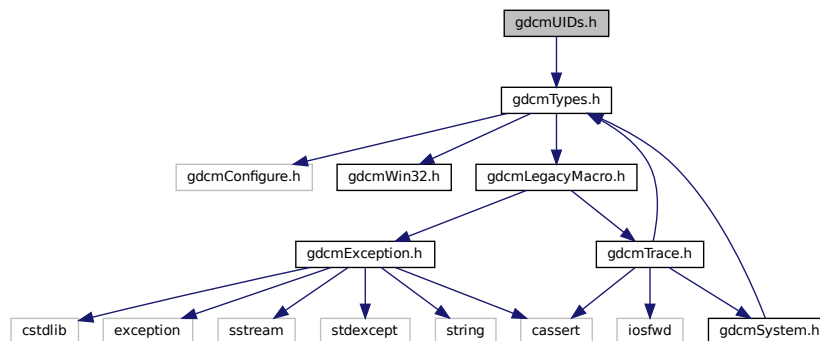 gdcmUIDs.h
gdcmTypes.h
gdcmConfigure.h
gdcmWin32.h
gdcmLegacyMacro.h
gdcmException.h
gdcmTrace.h
cstdlib
exception
sstream
stdexcept
string
cassert
iosfwd
gdcmSystem.h